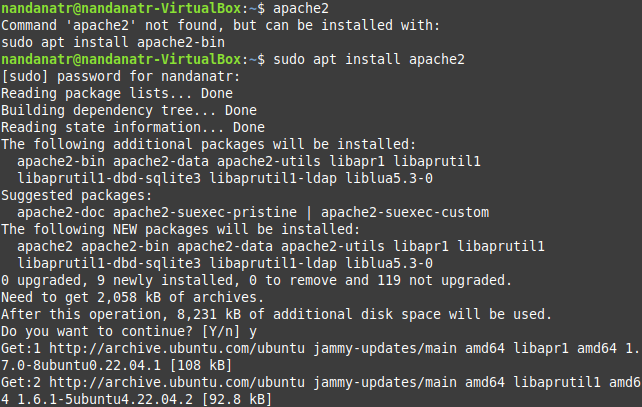 nandanatr@nandanatr-VirtualBox:~$ apache2
Command 'apache2' not found, but can be installed with:
sudo apt install apache2-bin
nandanatr@nandanatr-VirtualBox:~$ sudo apt install apache2
[sudo] password for nandanatr:
Reading package lists... Done
Building dependency tree... Done
Reading state information... Done
The following additional packages will be installed:
  apache2-bin apache2-data apache2-utils libapr1 libaprutil1
  libaprutil1-dbd-sqlite3 libaprutil1-ldap liblua5.3-0
Suggested packages:
  apache2-doc apache2-suexec-pristine | apache2-suexec-custom
The following NEW packages will be installed:
  apache2 apache2-bin apache2-data apache2-utils libapr1 libaprutil1
  libaprutil1-dbd-sqlite3 libaprutil1-ldap liblua5.3-0
0 upgraded, 9 newly installed, 0 to remove and 119 not upgraded.
Need to get 2,058 kB of archives.
After this operation, 8,231 kB of additional disk space will be used.
Do you want to continue? [Y/n] y
Get:1 http://archive.ubuntu.com/ubuntu jammy-updates/main amd64 libapr1 amd64 1.
7.0-8ubuntu0.22.04.1 [108 kB]
Get:2 http://archive.ubuntu.com/ubuntu jammy-updates/main amd64 libaprutil1 amd6
4 1.6.1-5ubuntu4.22.04.2 [92.8 kB]